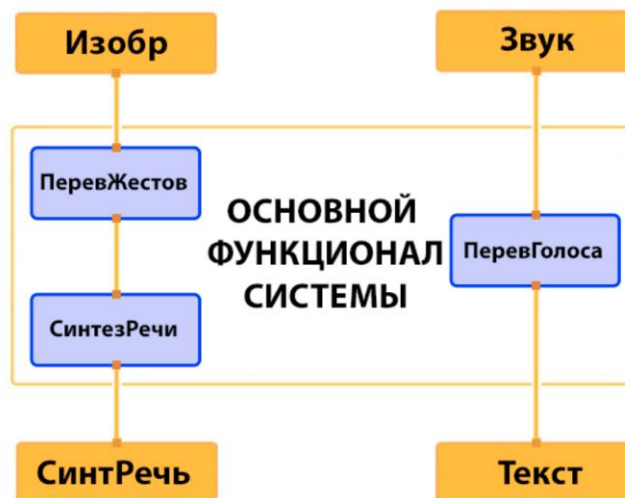 Изобр
Звук
ПеревЖестов
ОСНОВНОЙ
ФУНКЦИОНАЛ
СИСТЕМЫ
ПеревГолоса
СинтезРечи
СинтРечь
Текст